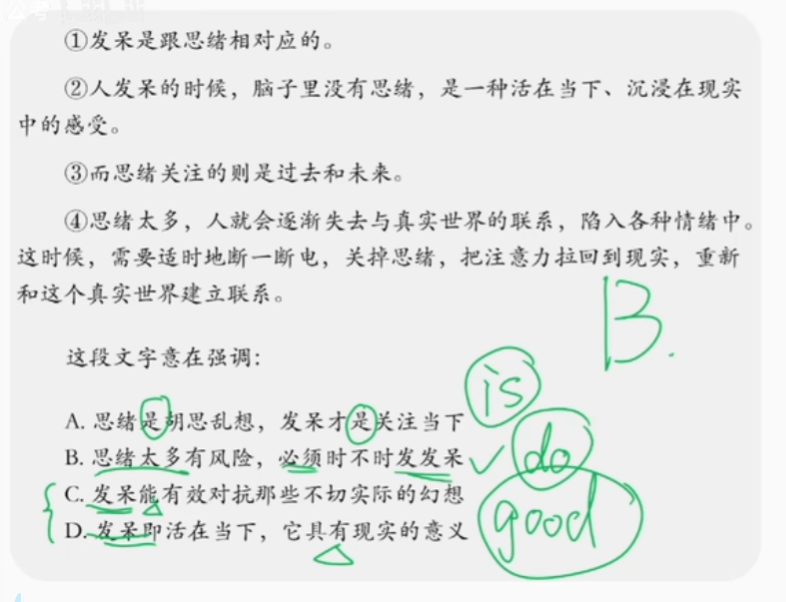 ①发呆是跟思绪相对应的。
②人发呆的时候，脑子里没有思绪，是一种活在当下、沉浸在现实
中的感受。
③而思绪关注的则是过去和未来。
④思绪太多，人就会逐渐失去与真实世界的联系，陷入各种情绪中。
这时候，需要适时地断一断电，关掉思绪，把注意力拉回到现实，重新
和这个真实世界建立联系。
B.
这段文字意在强调：
is
A. 思绪是胡思乱想，发呆才是关注当下
B. 思绪太多有风险，必须时不时发发呆
do
C. 发呆能有效对抗那些不切实际的幻想
D. 发呆即活在当下，它具有现实的意义
good